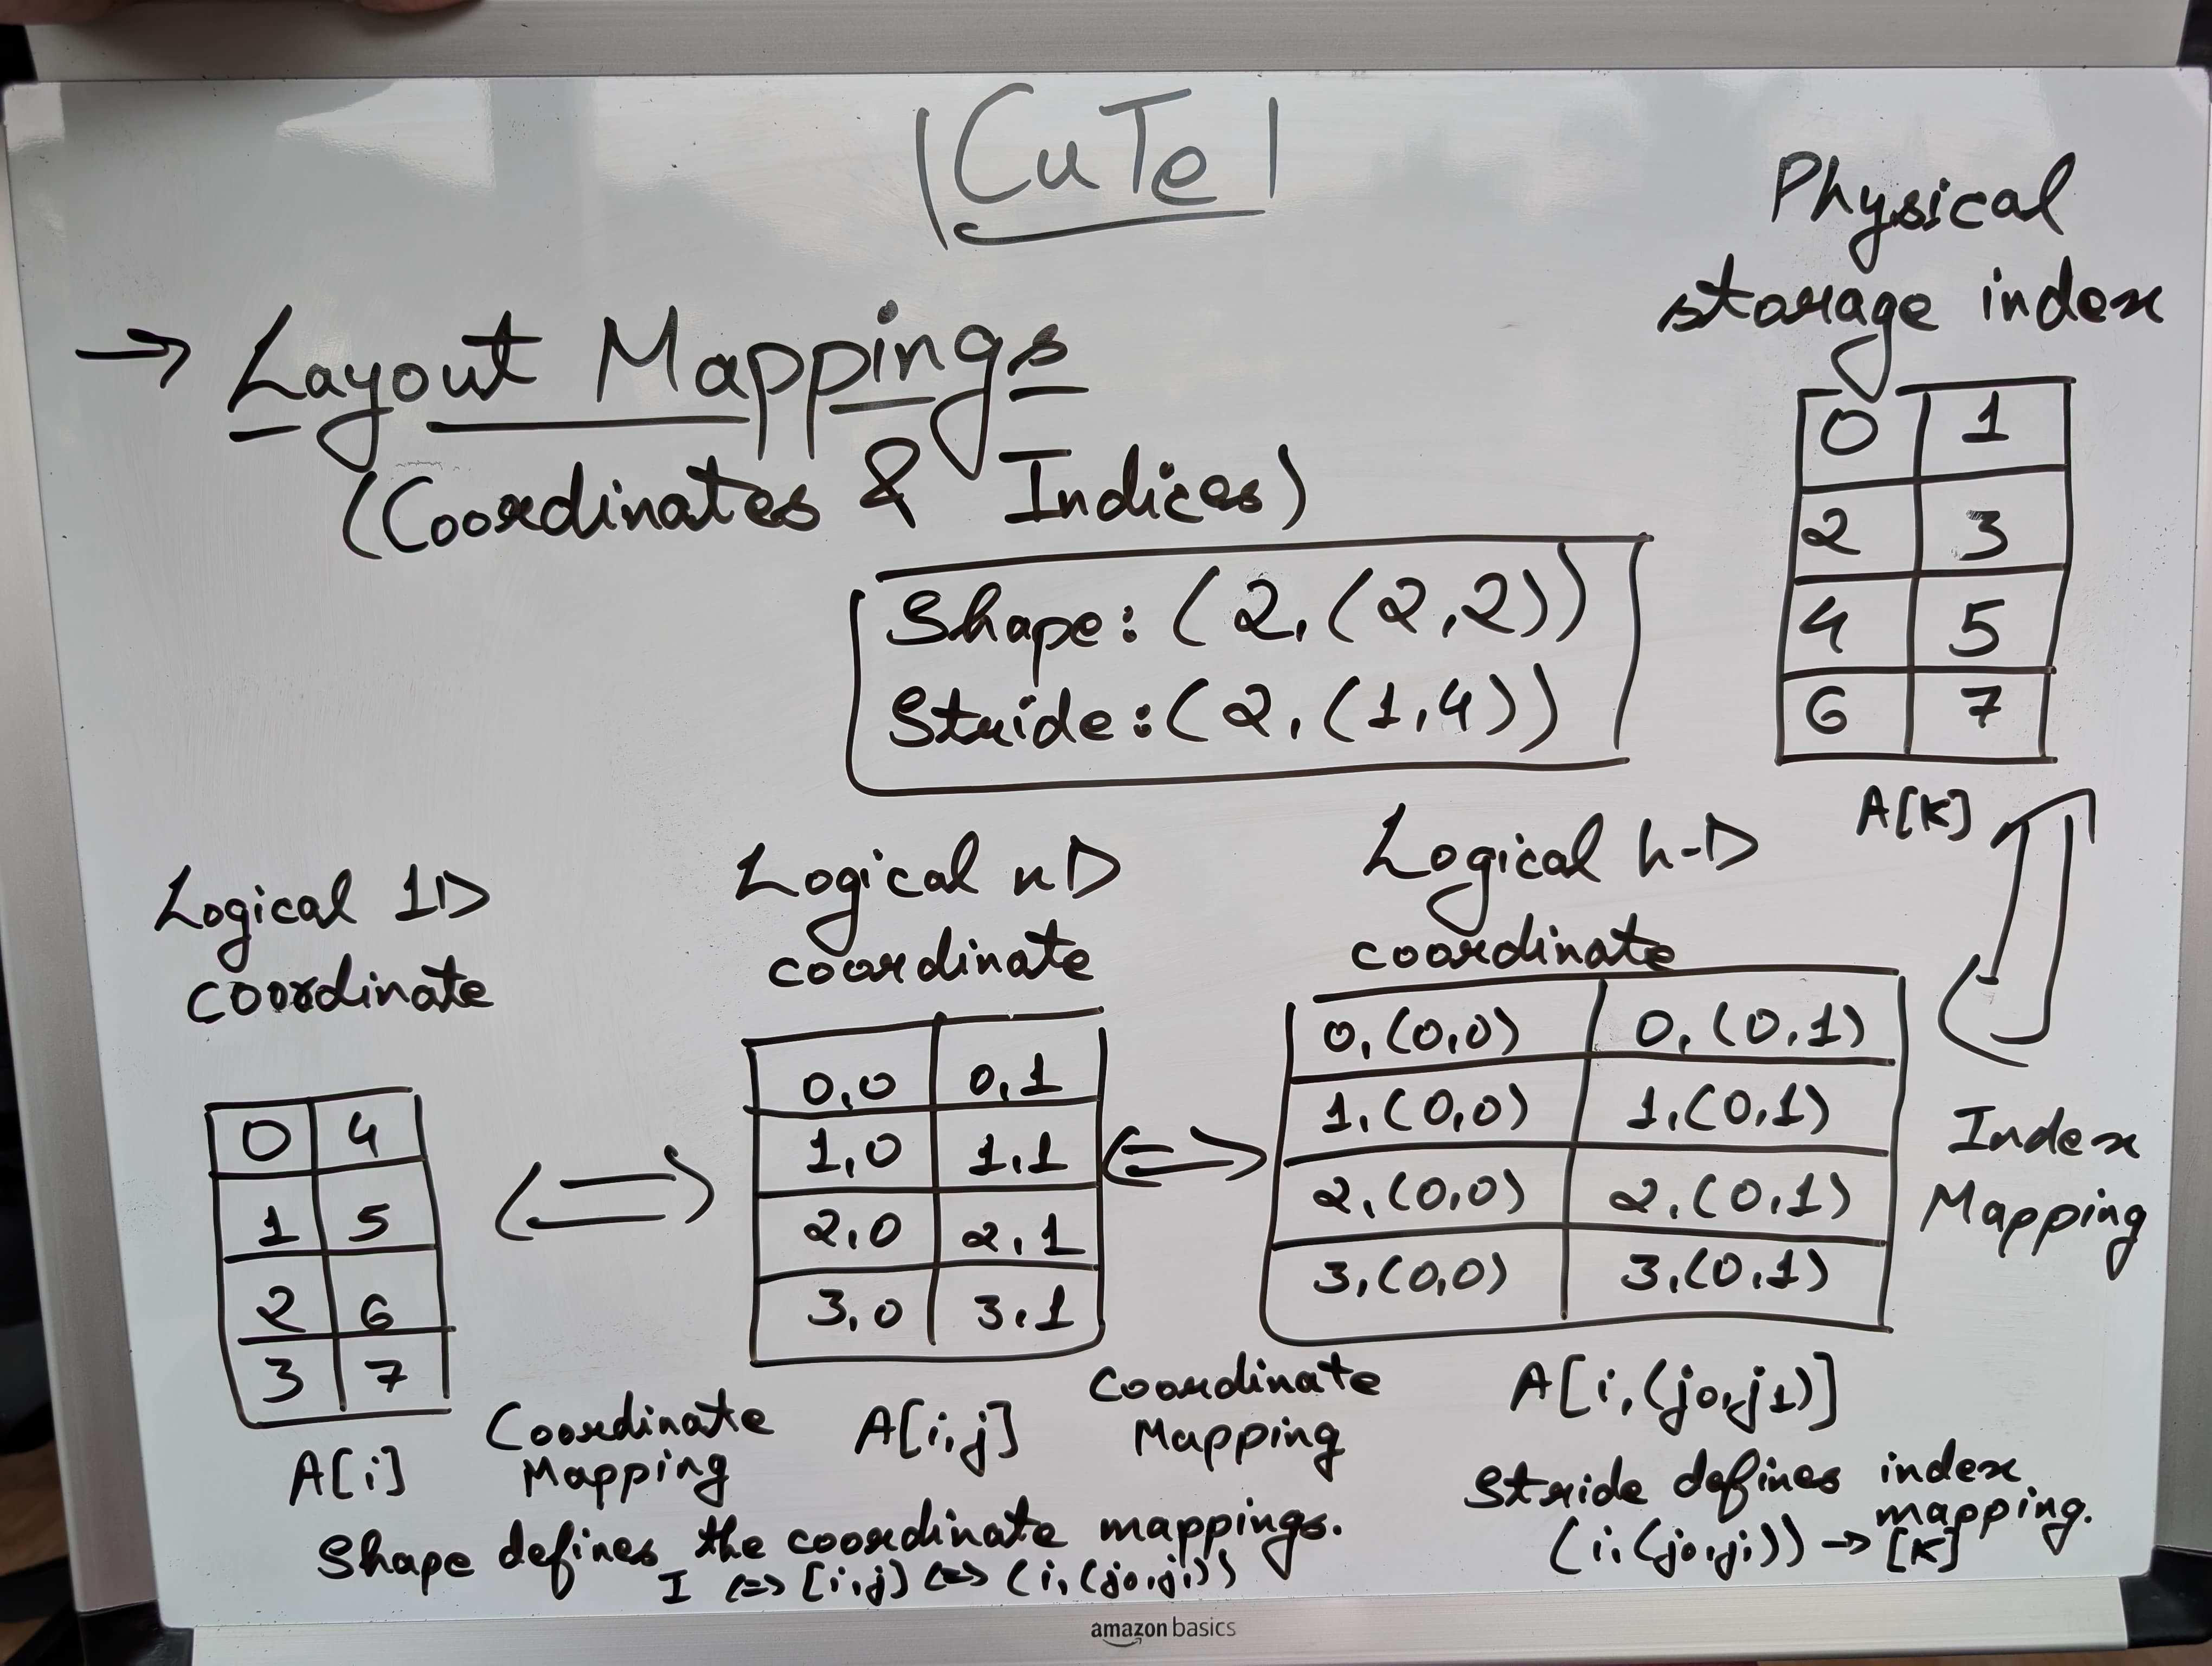 CuTe
→ Layout Mappings
(Coordinates & Indices)
Shape: (2,(2,2))
Stride: (2,(1,4))
Physical
storage index
0 1
2 3
4 5
6 7
A[K]
Index
Mapping
Logical 1D
coordinate
0 4
1 5
2 6
3 7
A[i]
Coordinate
Mapping
Logical nD
coordinate
0,0 0,1
1,0 1,1
2,0 2,1
3,0 3,1
A[i,j]
Coordinate
Mapping
Logical h-D
coordinate
0,(0,0) 0,(0,1)
1,(0,0) 1,(0,1)
2,(0,0) 2,(0,1)
3,(0,0) 3,(0,1)
A[i,(j0,j1)]
Shape defines the coordinate mappings.
I <=> [i,j] <=> (i,(j0,ji))
Stride defines index
mapping.
(i,(j0,ji)) → [K]
amazon basics